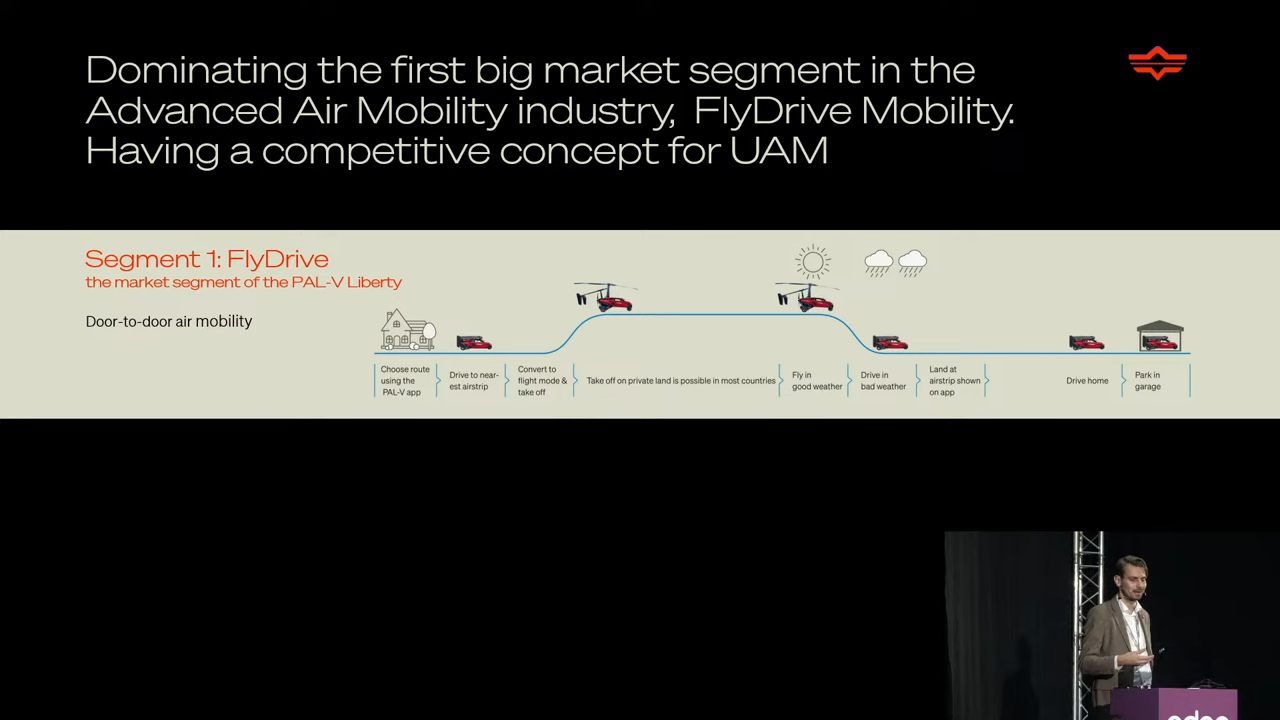 Dominating the first big market segment in the
Advanced Air Mobility industry, FlyDrive Mobility.
Having a competitive concept for UAM
Segment 1: FlyDrive
the market segment of the PAL-V Liberty
Door-to-door air mobility
Choose route
using the
PAL-V app
Drive to near-
est airstrip
Convert to
flight mode &
take off
Take off on private land is possible in most countries
Fly in
good weather
Drive in
bad weather
Land at
airstrip shown
on app
Drive home
Park in
garage